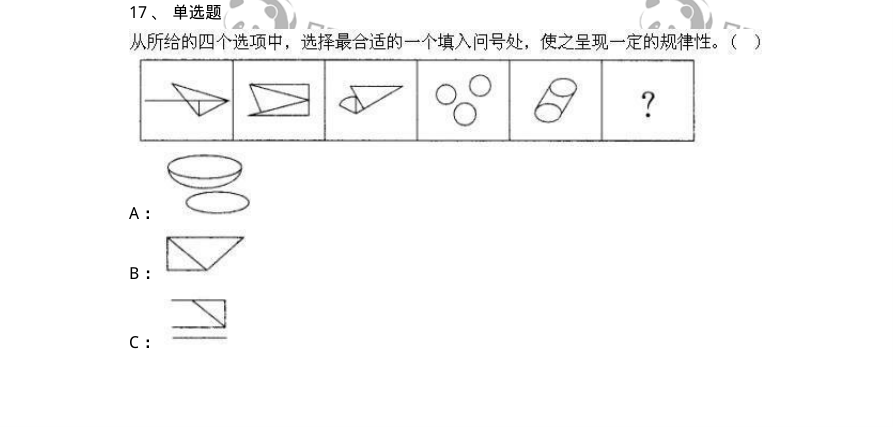 17 、 单选题
从所给的四个选项中，选择最合适的一个填入问号处，使之呈现一定的规律性。（ ）
?
A：
B：
C：